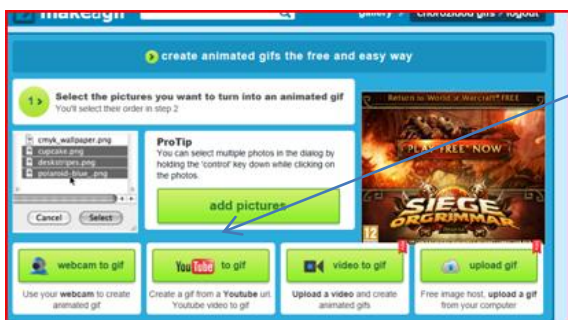 makeagif
gallery > chorozidou gifs > logout
create animated gifs the free and easy way
1 > Select the pictures you want to turn into an animated gif
You'll select their order in step 2
cmyk_wallpaper.png
cupcake.png
deskstripes.png
polaroid-blue_.png
Cancel Select
ProTip
You can select multiple photos in the dialog by
holding the 'control' key down while clicking on
the photos.
add pictures
Return to World of Warcraft FREE
PLAY FREE* NOW
SIEGE
ORGRIMMAR
12
webcam to gif
Use your webcam to create
animated gif
YouTube to gif
Create a gif from a Youtube url.
Youtube video to gif
video to gif
Upload a video and create
animated gifs
upload gif
Free image host, upload a gif
from your computer